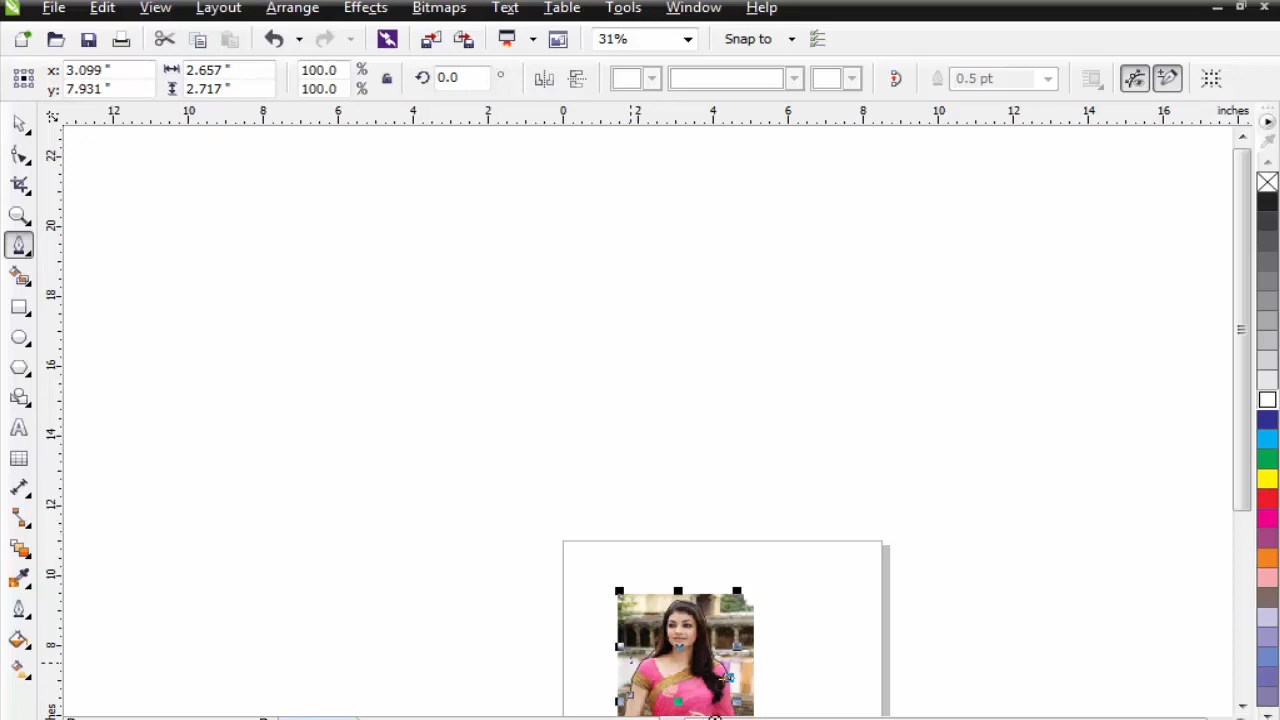 File Edit View Layout Arrange Effects Bitmaps Text Table Tools Window Help
31% Snap to
x: 3.099 " 2.657 " 100.0 % 0.0 ° 0.5 pt
y: 7.931 " 2.717 " 100.0 %
12 10 8 6 4 2 0 2 4 6 8 10 12 14 16 inches
22
20
18
16
14
12
10
8